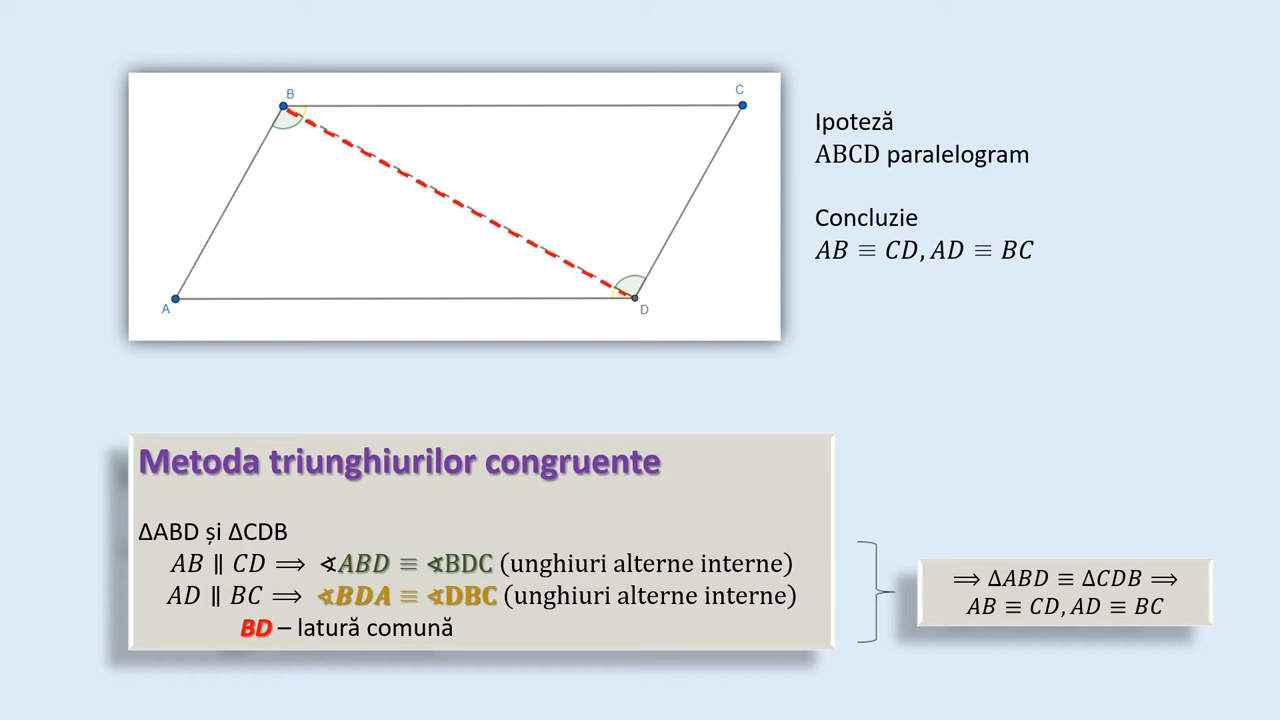 B
C
A
D
Ipoteză
ABCD paralelogram
Concluzie
AB ≡ CD, AD ≡ BC
Metoda triunghiurilor congruente
ΔABD și ΔCDB
AB ∥ CD ⟹ ∢ABD ≡ ∢BDC (unghiuri alterne interne)
AD ∥ BC ⟹ ∢BDA ≡ ∢DBC (unghiuri alterne interne)
BD – latură comună
⟹ ΔABD ≡ ΔCDB ⟹
AB ≡ CD, AD ≡ BC